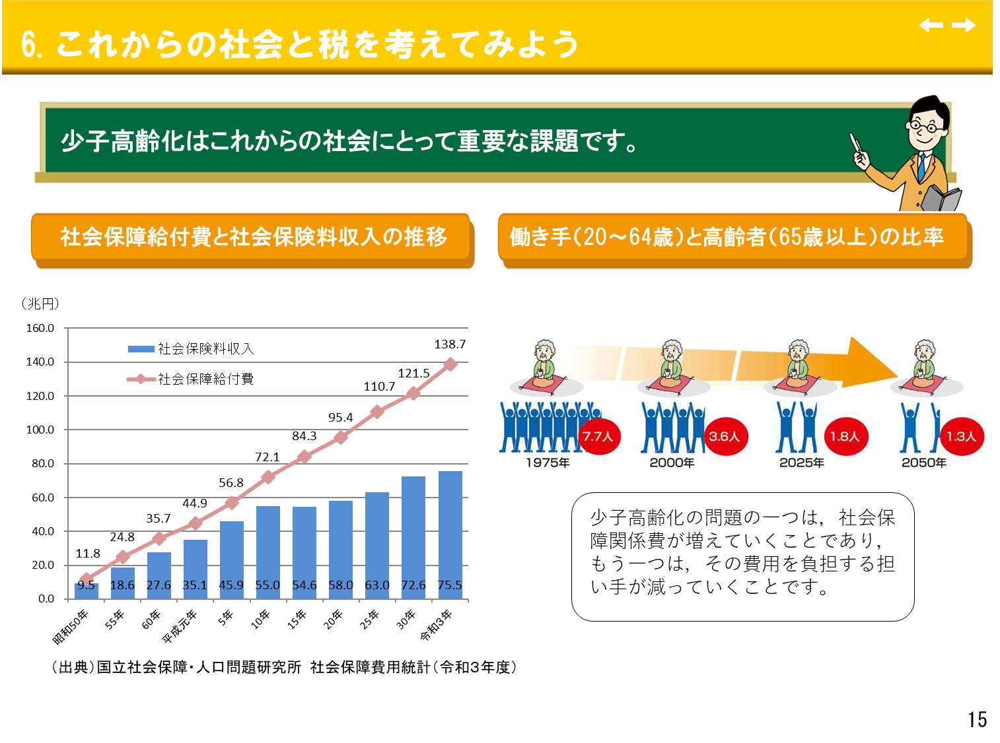 6. これからの社会と税を考えてみよう
少子高齢化はこれからの社会にとって重要な課題です。
社会保障給付費と社会保険料収入の推移
働き手(20～64歳)と高齢者(65歳以上)の比率
(兆円)
160.0
140.0
120.0
100.0
80.0
60.0
40.0
20.0
0.0
社会保険料収入
社会保障給付費
11.8
24.8
35.7
44.9
56.8
72.1
84.3
95.4
110.7
121.5
138.7
9.5 18.6 27.6 35.1 45.9 55.0 54.6 58.0 63.0 72.6 75.5
昭和50年 55年 60年 平成元年 5年 10年 15年 20年 25年 30年 令和3年
(出典)国立社会保障・人口問題研究所 社会保障費用統計(令和3年度)
7.7人 3.6人 1.8人 1.3人
1975年 2000年 2025年 2050年
少子高齢化の問題の一つは，社会保
障関係費が増えていくことであり，
もう一つは，その費用を負担する担
い手が減っていくことです。
15